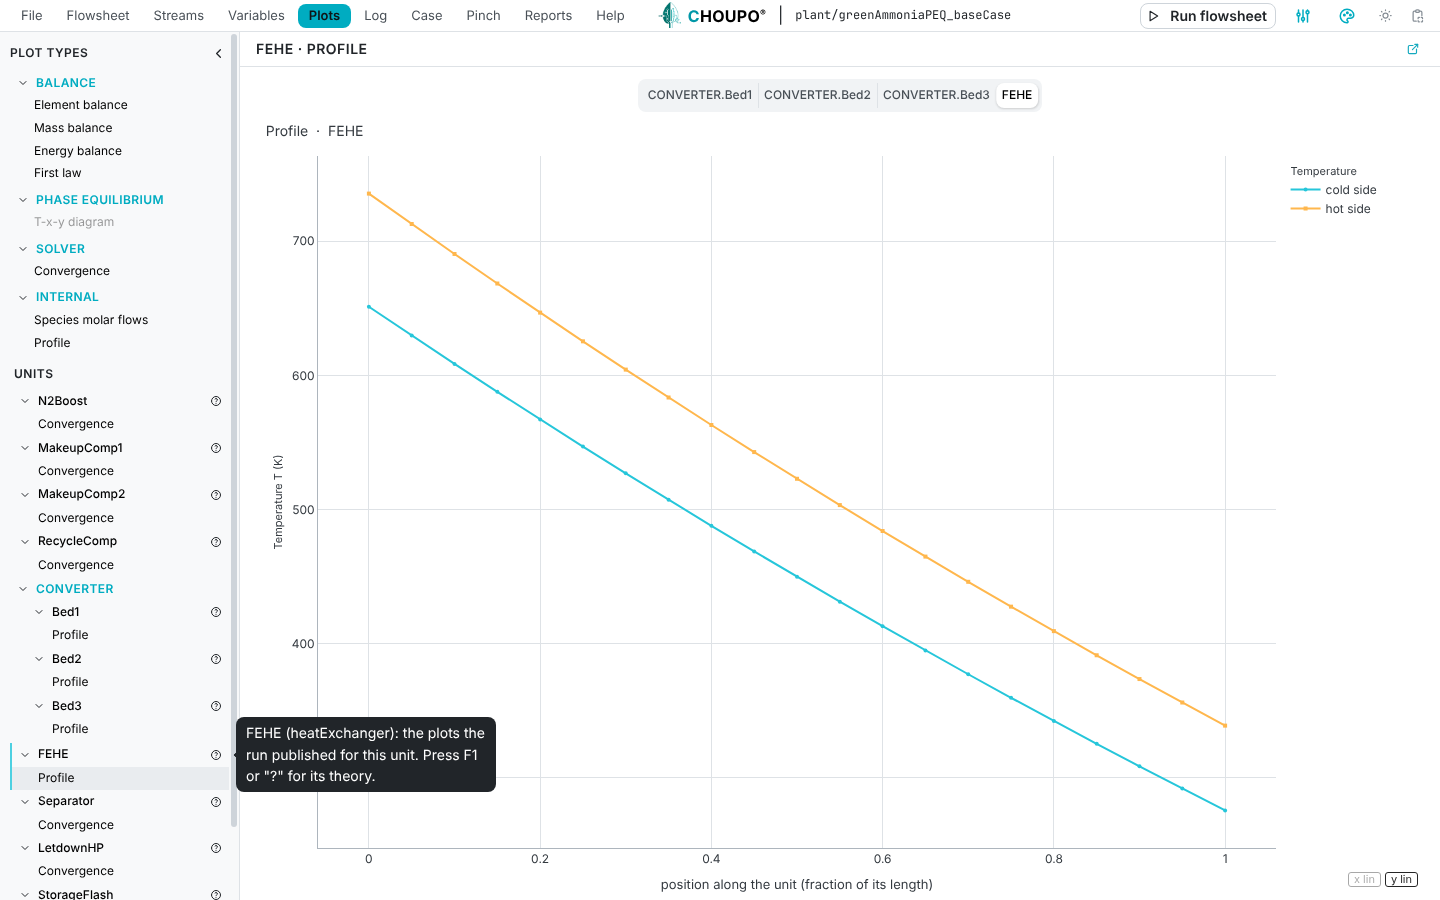 File Flowsheet Streams Variables Plots Log Case Pinch Reports Help CHOUPO® plant/greenAmmoniaPEQ_baseCase Run flowsheet
PLOT TYPES
BALANCE
Element balance
Mass balance
Energy balance
First law
PHASE EQUILIBRIUM
T-x-y diagram
SOLVER
Convergence
INTERNAL
Species molar flows
Profile
UNITS
N2Boost
Convergence
MakeupComp1
Convergence
MakeupComp2
Convergence
RecycleComp
Convergence
CONVERTER
Bed1
Profile
Bed2
Profile
Bed3
Profile
FEHE
Profile
Separator
Convergence
LetdownHP
Convergence
StorageFlash
FEHE · PROFILE
CONVERTER.Bed1 CONVERTER.Bed2 CONVERTER.Bed3 FEHE
Profile · FEHE
Temperature
cold side
hot side
700
600
500
400
Temperature T (K)
0 0.2 0.4 0.6 0.8 1
position along the unit (fraction of its length)
FEHE (heatExchanger): the plots the
run published for this unit. Press F1
or "?" for its theory.
x lin y lin